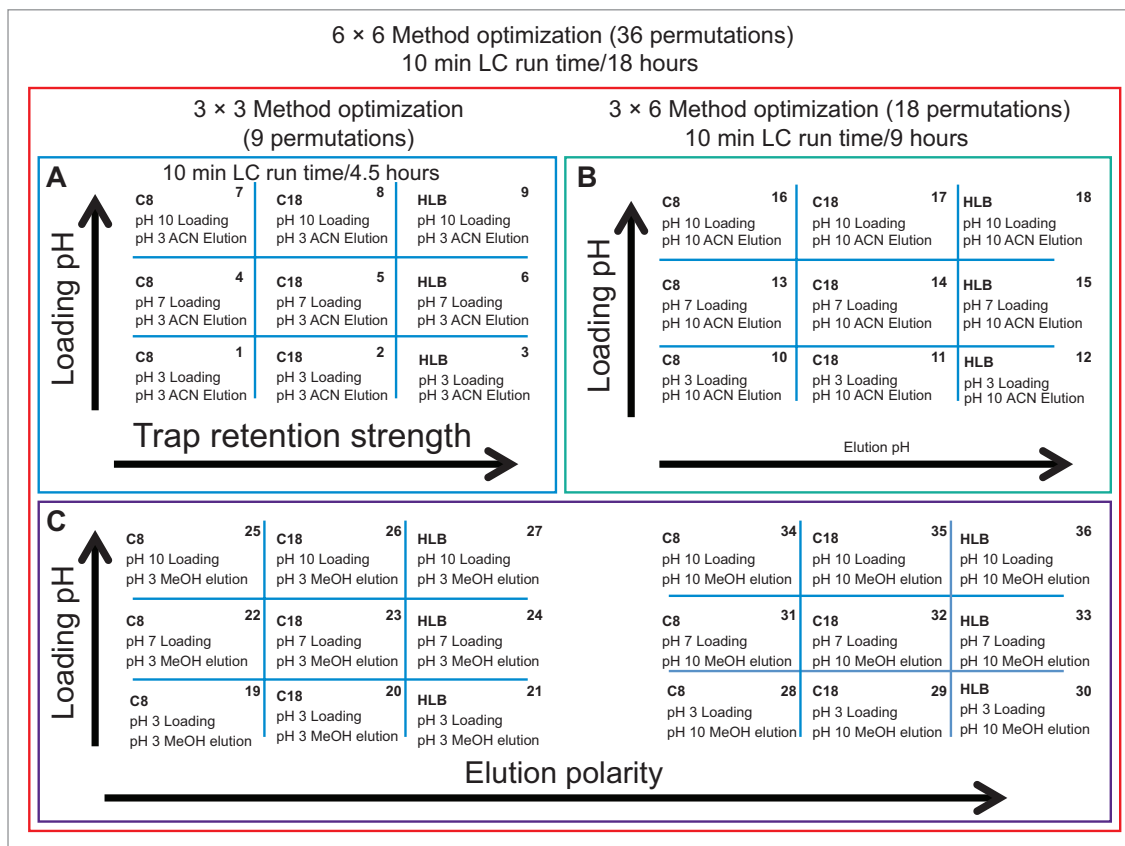 6 × 6 Method optimization (36 permutations)
10 min LC run time/18 hours
3 × 3 Method optimization
(9 permutations)
3 × 6 Method optimization (18 permutations)
10 min LC run time/9 hours
A
10 min LC run time/4.5 hours
Loading pH
C8 7
pH 10 Loading
pH 3 ACN Elution
C18 8
pH 10 Loading
pH 3 ACN Elution
HLB 9
pH 10 Loading
pH 3 ACN Elution
C8 4
pH 7 Loading
pH 3 ACN Elution
C18 5
pH 7 Loading
pH 3 ACN Elution
HLB 6
pH 7 Loading
pH 3 ACN Elution
C8 1
pH 3 Loading
pH 3 ACN Elution
C18 2
pH 3 Loading
pH 3 ACN Elution
HLB 3
pH 3 Loading
pH 3 ACN Elution
Trap retention strength
B
Loading pH
C8 16
pH 10 Loading
pH 10 ACN Elution
C18 17
pH 10 Loading
pH 10 ACN Elution
HLB 18
pH 10 Loading
pH 10 ACN Elution
C8 13
pH 7 Loading
pH 10 ACN Elution
C18 14
pH 7 Loading
pH 10 ACN Elution
HLB 15
pH 7 Loading
pH 10 ACN Elution
C8 10
pH 3 Loading
pH 10 ACN Elution
C18 11
pH 3 Loading
pH 10 ACN Elution
HLB 12
pH 3 Loading
pH 10 ACN Elution
Elution pH
C
Loading pH
C8 25
pH 10 Loading
pH 3 MeOH elution
C18 26
pH 10 Loading
pH 3 MeOH elution
HLB 27
pH 10 Loading
pH 3 MeOH elution
C8 22
pH 7 Loading
pH 3 MeOH elution
C18 23
pH 7 Loading
pH 3 MeOH elution
HLB 24
pH 7 Loading
pH 3 MeOH elution
C8 19
pH 3 Loading
pH 3 MeOH elution
C18 20
pH 3 Loading
pH 3 MeOH elution
HLB 21
pH 3 Loading
pH 3 MeOH elution
C8 34
pH 10 Loading
pH 10 MeOH elution
C18 35
pH 10 Loading
pH 10 MeOH elution
HLB 36
pH 10 Loading
pH 10 MeOH elution
C8 31
pH 7 Loading
pH 10 MeOH elution
C18 32
pH 7 Loading
pH 10 MeOH elution
HLB 33
pH 7 Loading
pH 10 MeOH elution
C8 28
pH 3 Loading
pH 10 MeOH elution
C18 29
pH 3 Loading
pH 10 MeOH elution
HLB 30
pH 3 Loading
pH 10 MeOH elution
Elution polarity